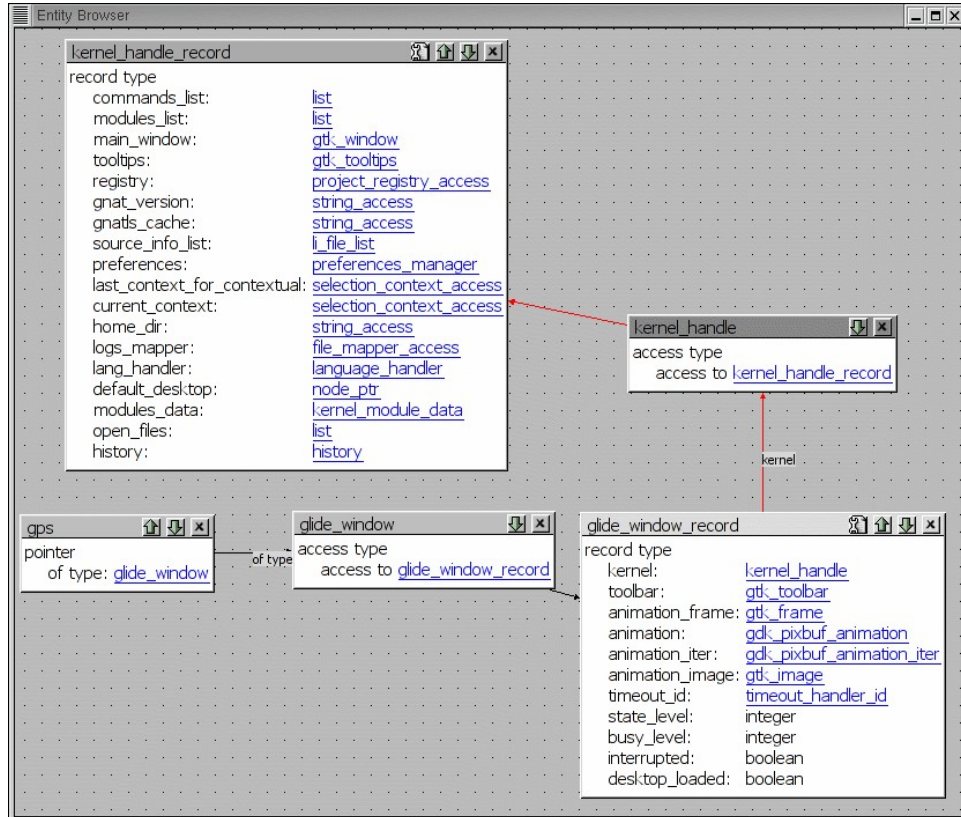 Entity Browser
kernel_handle_record
record type
commands_list: list
modules_list: list
main_window: gtk_window
tooltips: gtk_tooltips
registry: project_registry_access
gnat_version: string_access
gnatls_cache: string_access
source_info_list: li_file_list
preferences: preferences_manager
last_context_for_contextual: selection_context_access
current_context: selection_context_access
home_dir: string_access
logs_mapper: file_mapper_access
lang_handler: language_handler
default_desktop: node_ptr
modules_data: kernel_module_data
open_files: list
history: history
kernel_handle
access type
access to kernel_handle_record
kernel
gps
pointer
of type: glide_window
of type
glide_window
access type
access to glide_window_record
glide_window_record
record type
kernel: kernel_handle
toolbar: gtk_toolbar
animation_frame: gtk_frame
animation: gdk_pixbuf_animation
animation_iter: gdk_pixbuf_animation_iter
animation_image: gtk_image
timeout_id: timeout_handler_id
state_level: integer
busy_level: integer
interrupted: boolean
desktop_loaded: boolean